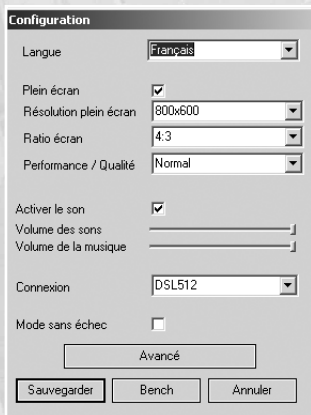 Configuration
Langue Français
Plein écran
Résolution plein écran 800x600
Ratio écran 4:3
Performance / Qualité Normal
Activer le son
Volume des sons
Volume de la musique
Connexion DSL512
Mode sans échec
Avancé
Sauvegarder Bench Annuler